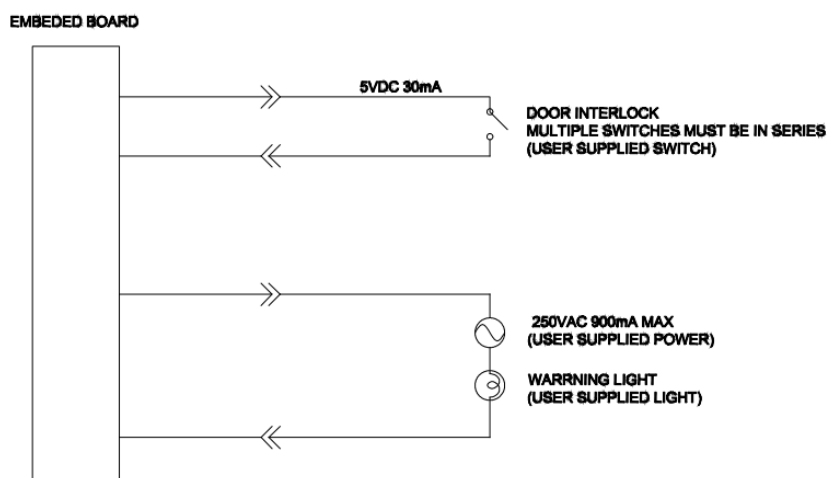 EMBEDED BOARD
5VDC 30mA
DOOR INTERLOCK
MULTIPLE SWITCHES MUST BE IN SERIES
(USER SUPPLIED SWITCH)
250VAC 900mA MAX
(USER SUPPLIED POWER)
WARRNING LIGHT
(USER SUPPLIED LIGHT)